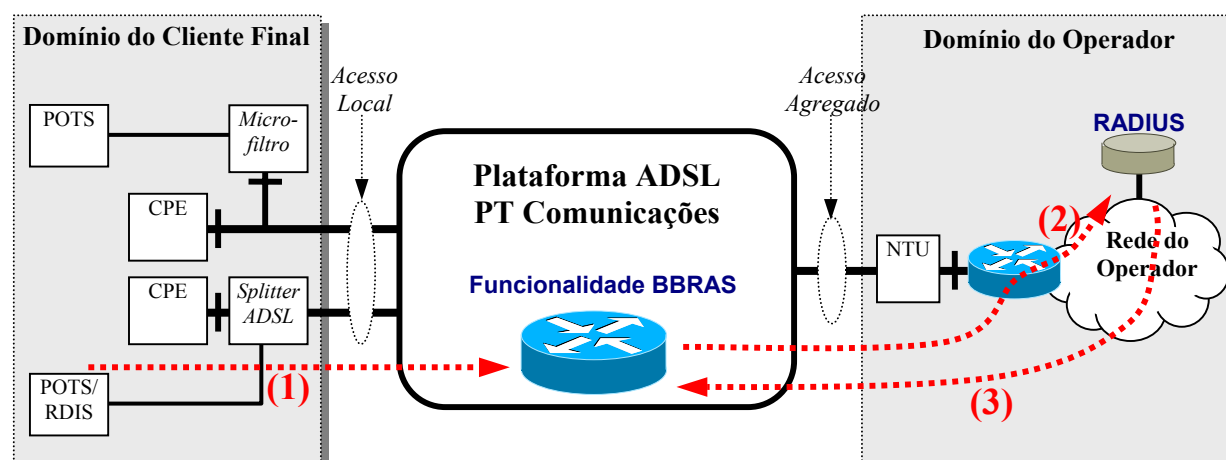 Domínio do Cliente Final
POTS
Micro-
filtro
CPE
CPE
Splitter
ADSL
POTS/
RDIS
(1)
Acesso
Local
Plataforma ADSL
PT Comunicações
Funcionalidade BBRAS
Acesso
Agregado
Domínio do Operador
RADIUS
(2)
NTU
Rede do
Operador
(3)